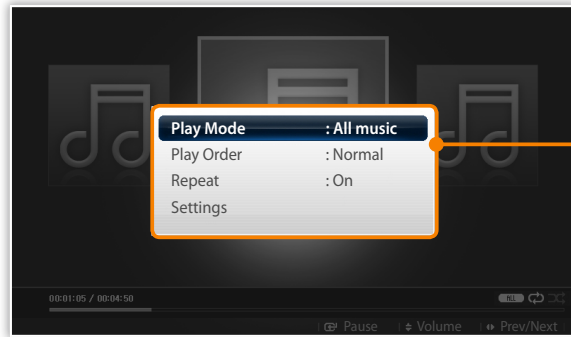 Play Mode : All music
Play Order : Normal
Repeat : On
Settings
00:01:05 / 00:04:50
ALL
Pause Volume Prev/Next